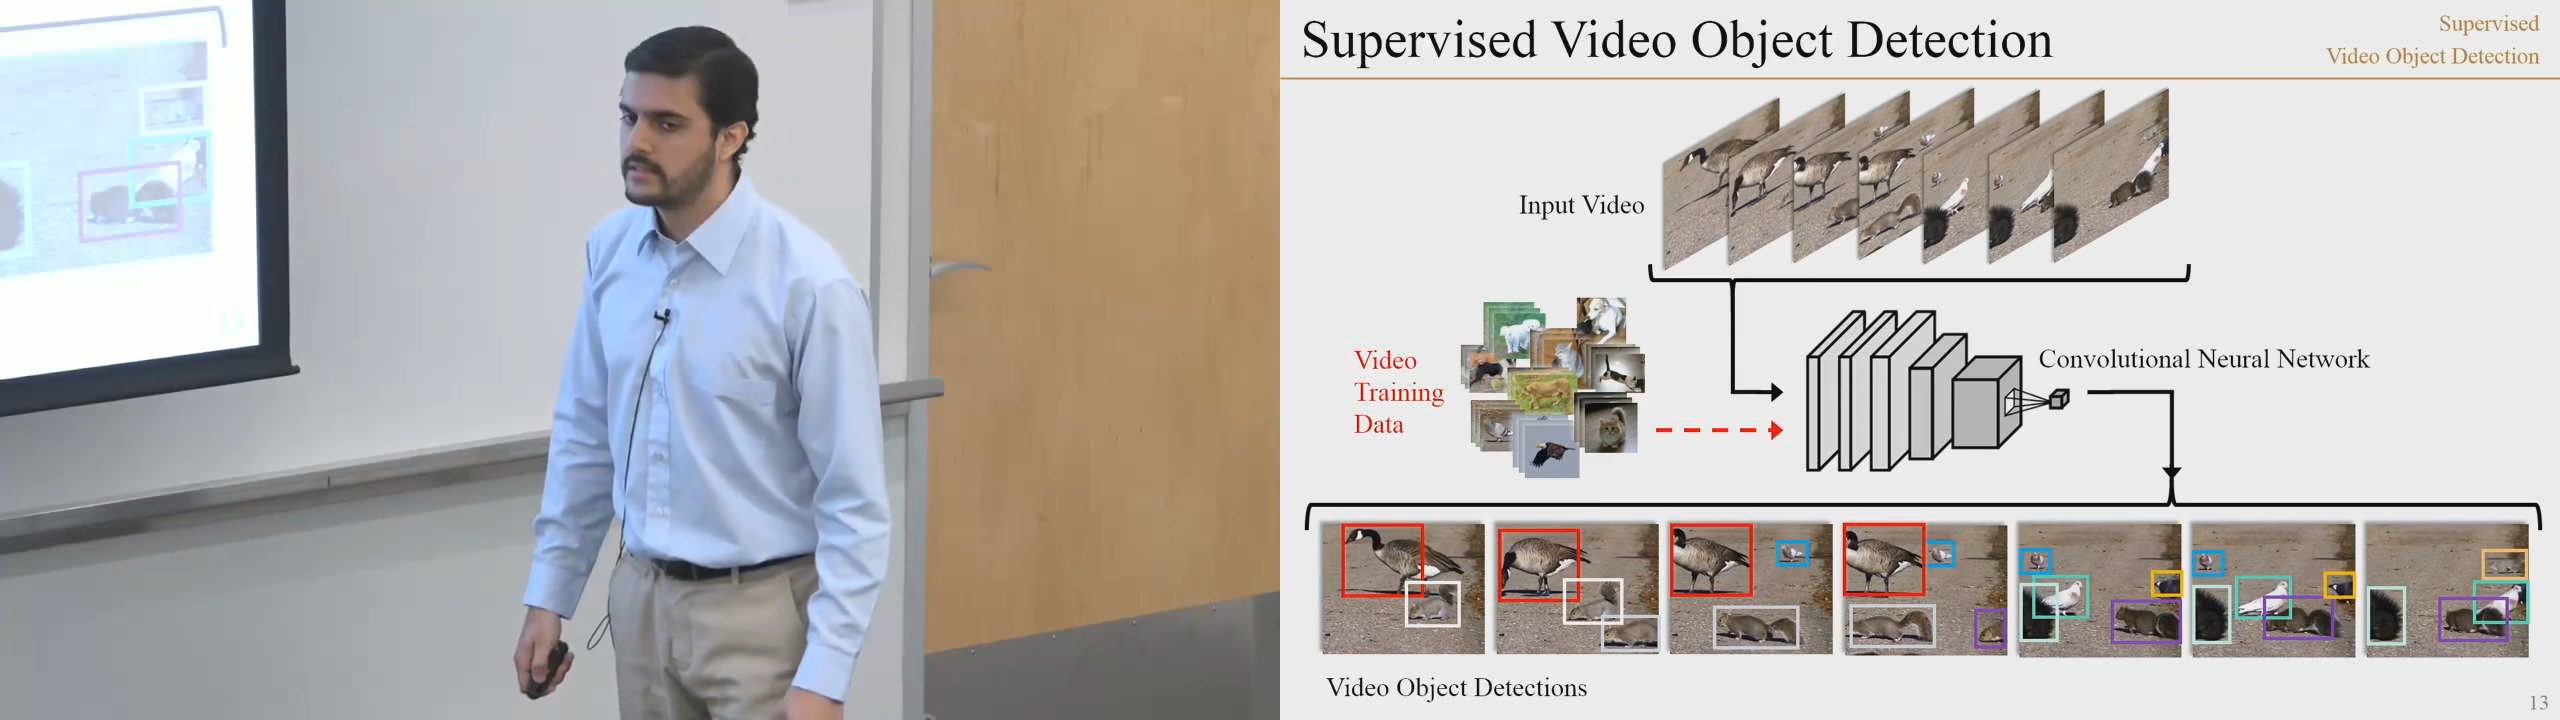 Supervised Video Object Detection
Supervised
Video Object Detection
Input Video
Video
Training
Data
Convolutional Neural Network
Video Object Detections
13